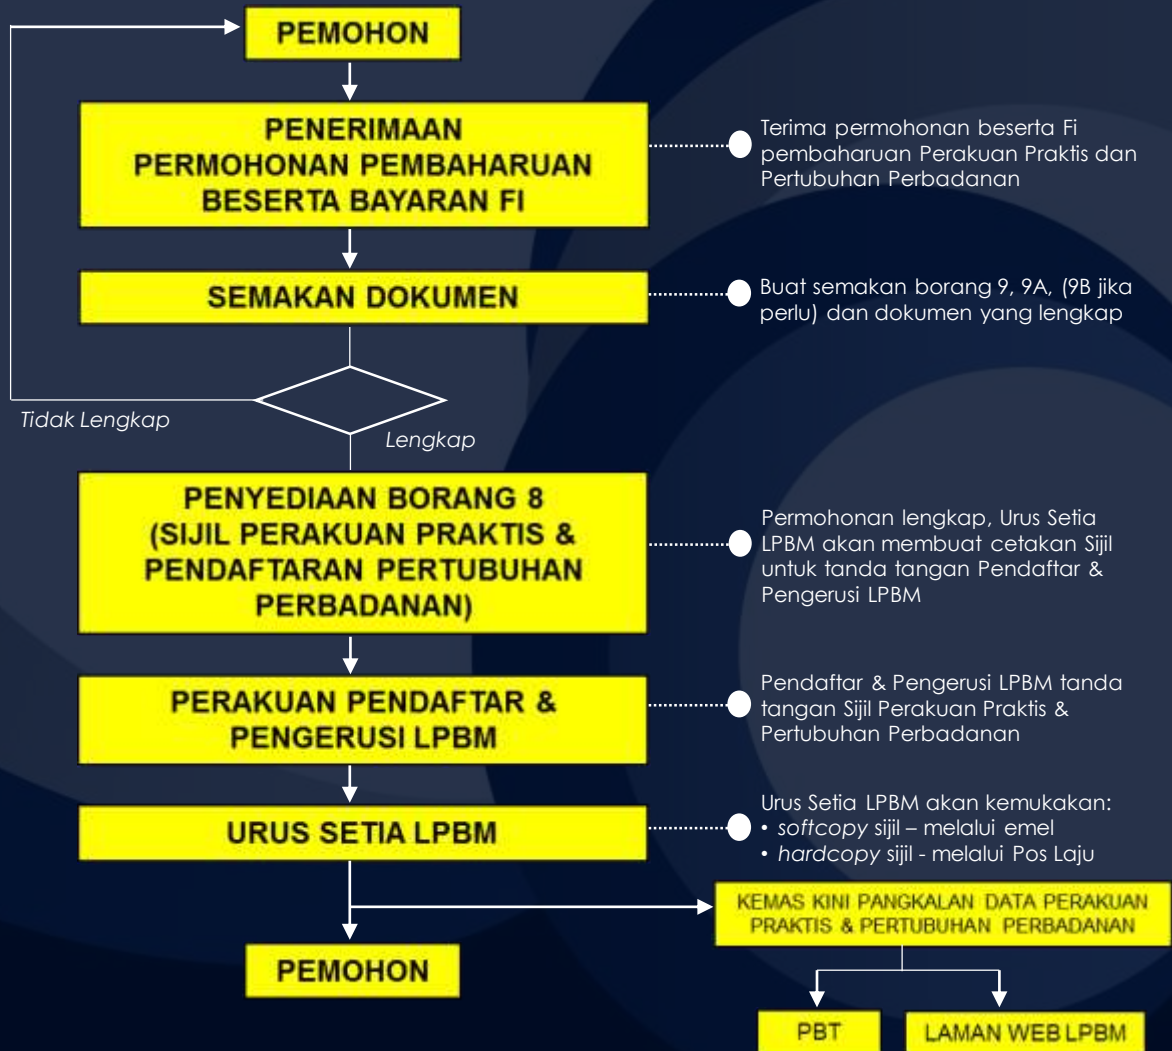 PEMOHON
PENERIMAAN
PERMOHONAN PEMBAHARUAN
BESERTA BAYARAN FI
Terima permohonan beserta Fi
pembaharuan Perakuan Praktis dan
Pertubuhan Perbadanan
SEMAKAN DOKUMEN
Buat semakan borang 9, 9A, (9B jika
perlu) dan dokumen yang lengkap
Tidak Lengkap
Lengkap
PENYEDIAAN BORANG 8
(SIJIL PERAKUAN PRAKTIS &
PENDAFTARAN PERTUBUHAN
PERBADANAN)
Permohonan lengkap, Urus Setia
LPBM akan membuat cetakan Sijil
untuk tanda tangan Pendaftar &
Pengerusi LPBM
PERAKUAN PENDAFTAR &
PENGERUSI LPBM
Pendaftar & Pengerusi LPBM tanda
tangan Sijil Perakuan Praktis &
Pertubuhan Perbadanan
URUS SETIA LPBM
Urus Setia LPBM akan kemukakan:
• softcopy sijil – melalui emel
• hardcopy sijil - melalui Pos Laju
KEMAS KINI PANGKALAN DATA PERAKUAN
PRAKTIS & PERTUBUHAN PERBADANAN
PEMOHON
PBT
LAMAN WEB LPBM